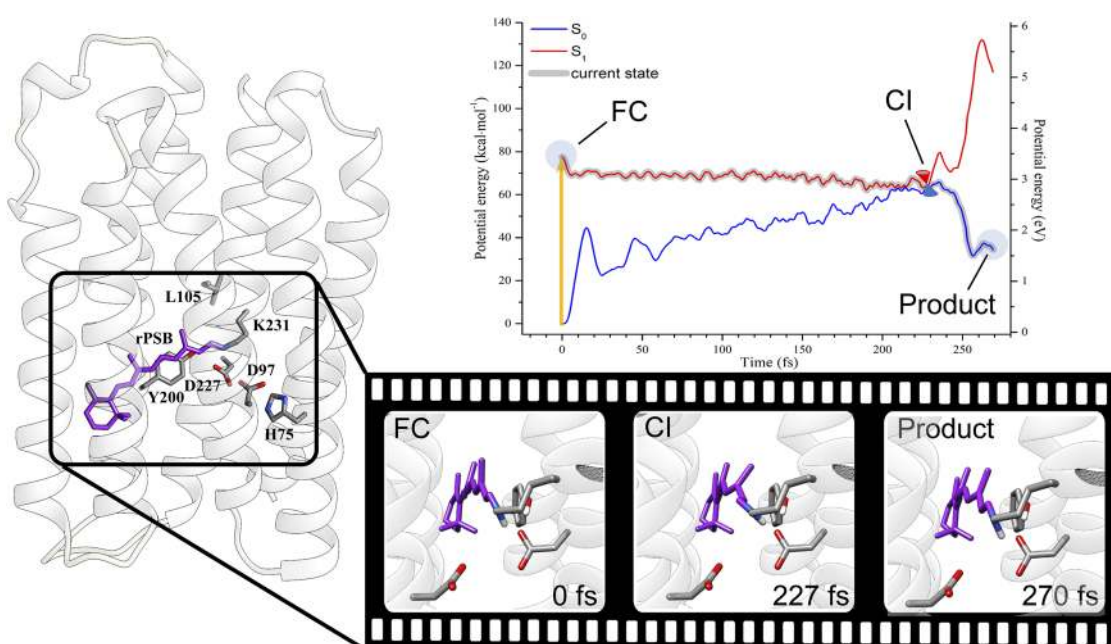 L105
K231
rPSB
D97
D227
Y200
H75
140
120
100
80
60
40
20
0
Potential energy (kcal·mol⁻¹)
S₀
S₁
current state
FC
CI
Product
6
5
4
3
2
1
0
Potential energy (eV)
0
50
100
150
200
250
Time (fs)
FC
0 fs
CI
227 fs
Product
270 fs